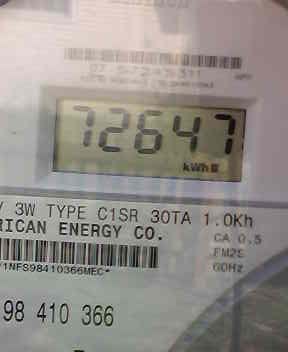 72647
kWh
V 3W TYPE C1SR 30TA 1.0Kh
RICAN ENERGY CO.
CA 0.5
FM2S
60Hz
*1NFS98410366MEC*
98 410 366